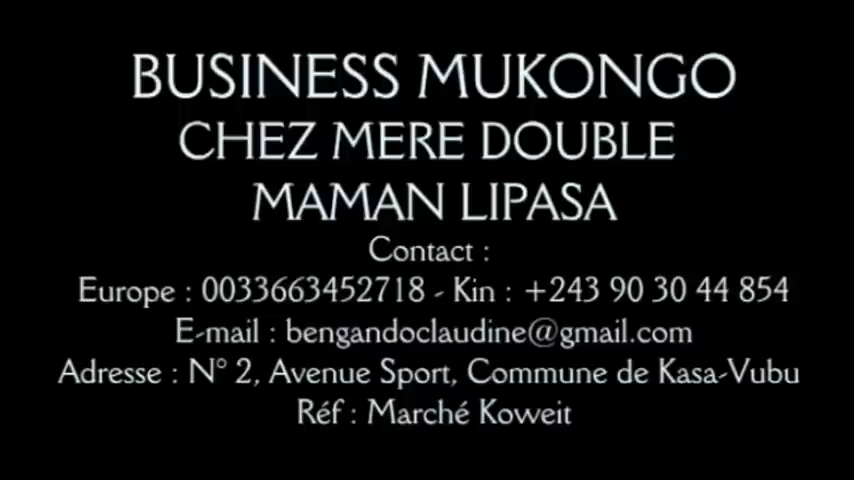 BUSINESS MUKONGO
CHEZ MERE DOUBLE
MAMAN LIPASA
Contact :
Europe : 0033663452718 - Kin : +243 90 30 44 854
E-mail : bengandoclaudine@gmail.com
Adresse : N° 2, Avenue Sport, Commune de Kasa-Vubu
Réf : Marché Koweit